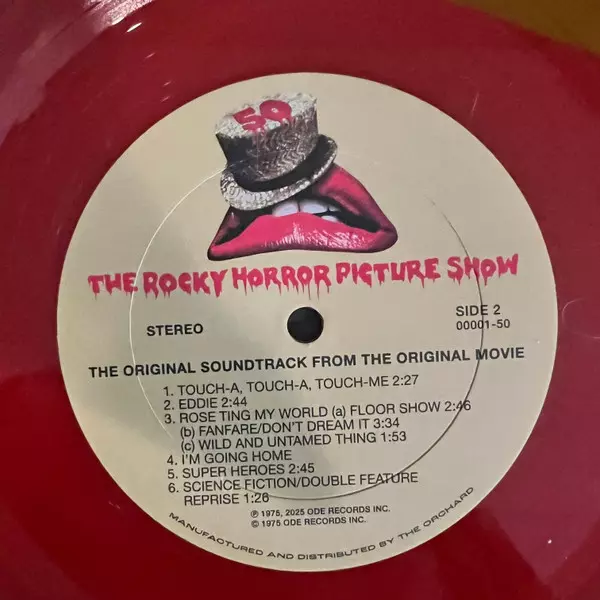 50
THE ROCKY HORROR PICTURE SHOW
STEREO
SIDE 2
00001-50
THE ORIGINAL SOUNDTRACK FROM THE ORIGINAL MOVIE
1. TOUCH-A, TOUCH-A, TOUCH-ME 2:27
2. EDDIE 2:44
3. ROSE TING MY WORLD (a) FLOOR SHOW 2:46
(b) FANFARE/DON'T DREAM IT 3:34
(c) WILD AND UNTAMED THING 1:53
4. I'M GOING HOME
5. SUPER HEROES 2:45
6. SCIENCE FICTION/DOUBLE FEATURE
REPRISE 1:26
℗ 1975, 2025 ODE RECORDS INC.
© 1975 ODE RECORDS INC.
MANUFACTURED AND DISTRIBUTED BY THE ORCHARD